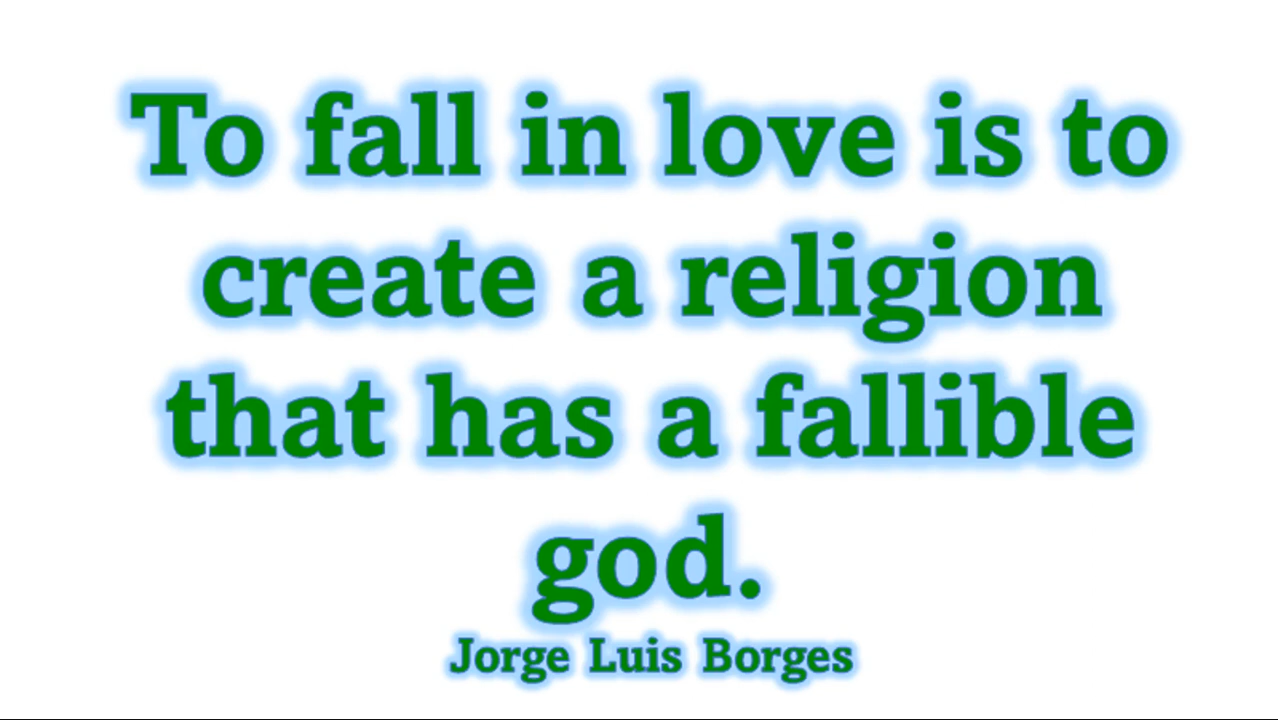 To fall in love is to
create a religion
that has a fallible
god.
Jorge Luis Borges